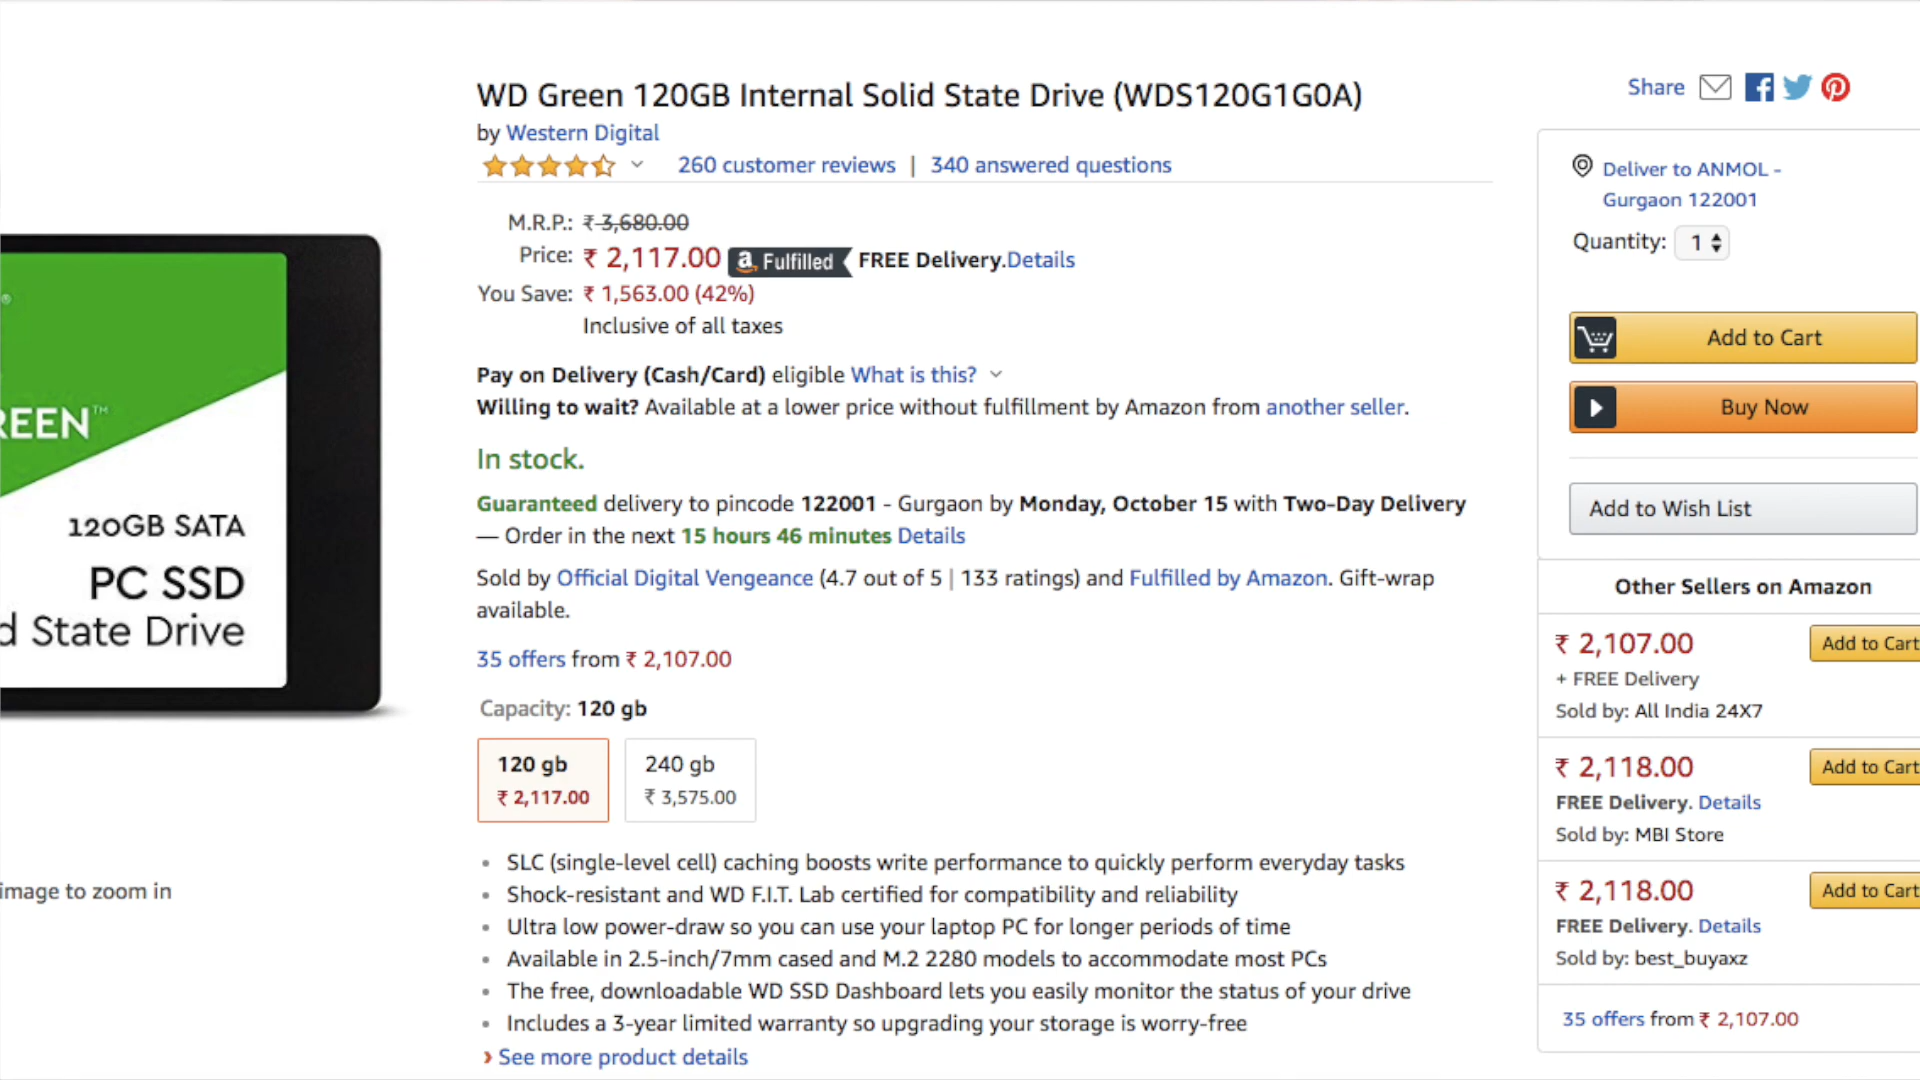 WD Green 120GB Internal Solid State Drive (WDS120G1G0A)
by Western Digital
260 customer reviews | 340 answered questions
M.R.P.: ₹ 3,680.00
Price: ₹ 2,117.00 a Fulfilled FREE Delivery. Details
You Save: ₹ 1,563.00 (42%)
Inclusive of all taxes
Pay on Delivery (Cash/Card) eligible What is this?
Willing to wait? Available at a lower price without fulfillment by Amazon from another seller.
In stock.
Guaranteed delivery to pincode 122001 - Gurgaon by Monday, October 15 with Two-Day Delivery
— Order in the next 15 hours 46 minutes Details
Sold by Official Digital Vengeance (4.7 out of 5 | 133 ratings) and Fulfilled by Amazon. Gift-wrap
available.
35 offers from ₹ 2,107.00
Capacity: 120 gb
120 gb
₹ 2,117.00
240 gb
₹ 3,575.00
• SLC (single-level cell) caching boosts write performance to quickly perform everyday tasks
• Shock-resistant and WD F.I.T. Lab certified for compatibility and reliability
• Ultra low power-draw so you can use your laptop PC for longer periods of time
• Available in 2.5-inch/7mm cased and M.2 2280 models to accommodate most PCs
• The free, downloadable WD SSD Dashboard lets you easily monitor the status of your drive
• Includes a 3-year limited warranty so upgrading your storage is worry-free
› See more product details
®
REEN™
120GB SATA
PC SSD
d State Drive
image to zoom in
Share
Deliver to ANMOL -
Gurgaon 122001
Quantity: 1
Add to Cart
Buy Now
Add to Wish List
Other Sellers on Amazon
₹ 2,107.00 Add to Cart
+ FREE Delivery
Sold by: All India 24X7
₹ 2,118.00 Add to Cart
FREE Delivery. Details
Sold by: MBI Store
₹ 2,118.00 Add to Cart
FREE Delivery. Details
Sold by: best_buyaxz
35 offers from ₹ 2,107.00